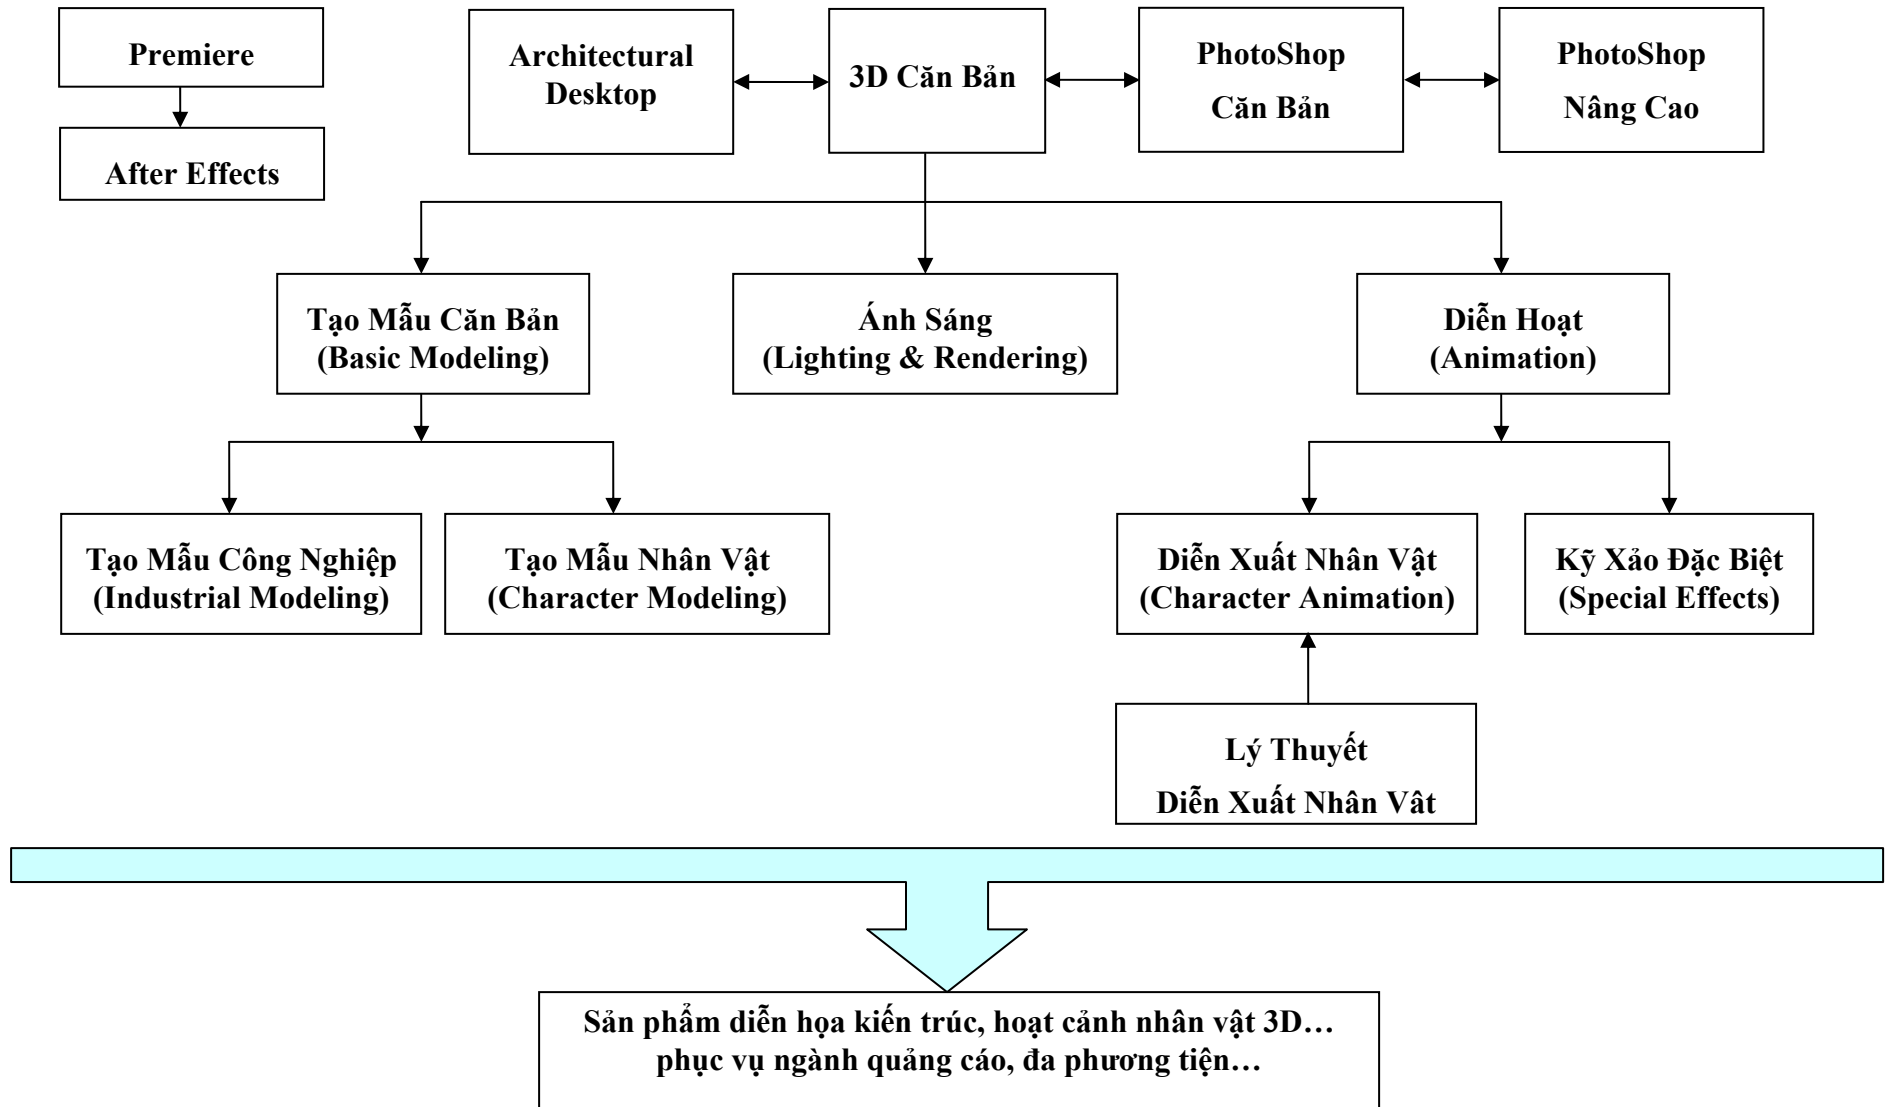 Premiere
After Effects
Architectural
Desktop
3D Căn Bản
PhotoShop
Căn Bản
PhotoShop
Nâng Cao
Tạo Mẫu Căn Bản
(Basic Modeling)
Ánh Sáng
(Lighting & Rendering)
Diễn Hoạt
(Animation)
Tạo Mẫu Công Nghiệp
(Industrial Modeling)
Tạo Mẫu Nhân Vật
(Character Modeling)
Diễn Xuất Nhân Vật
(Character Animation)
Kỹ Xảo Đặc Biệt
(Special Effects)
Lý Thuyết
Diễn Xuất Nhân Vât
Sản phẩm diễn họa kiến trúc, hoạt cảnh nhân vật 3D…
phục vụ ngành quảng cáo, đa phương tiện…